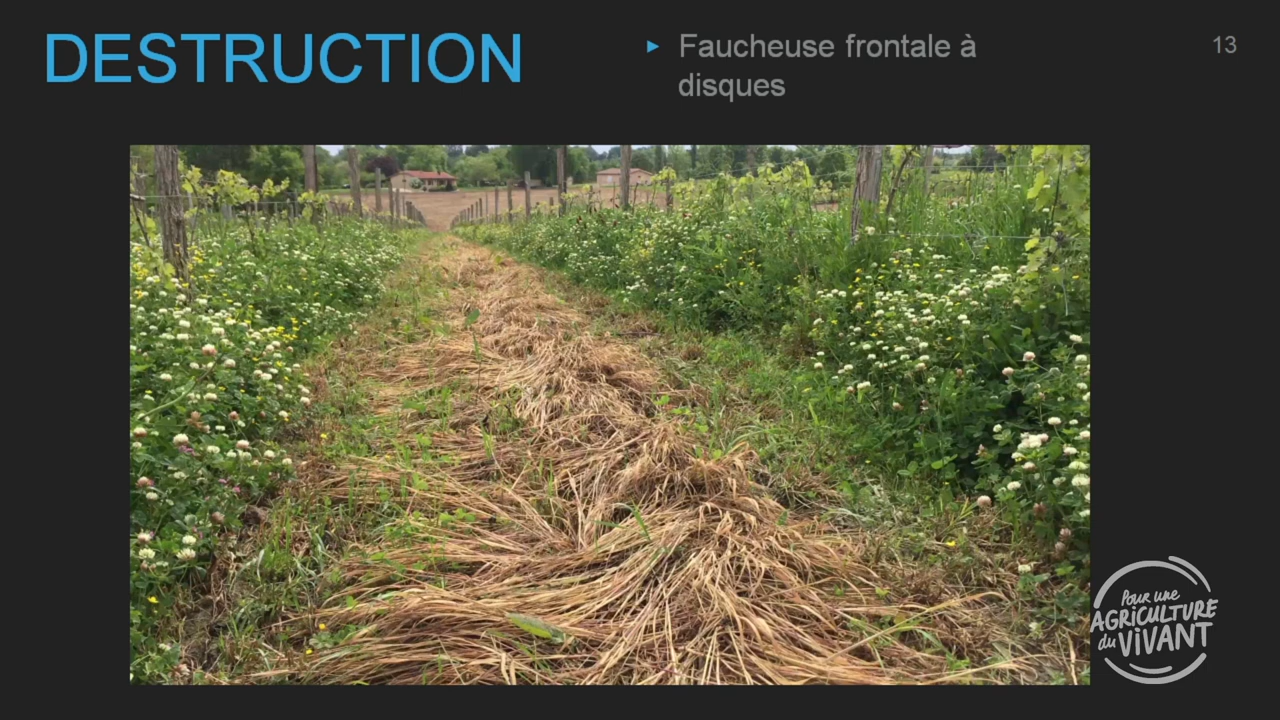 DESTRUCTION
Faucheuse frontale à
disques
13
Pour une
AGRICULTURE
du VIVANT